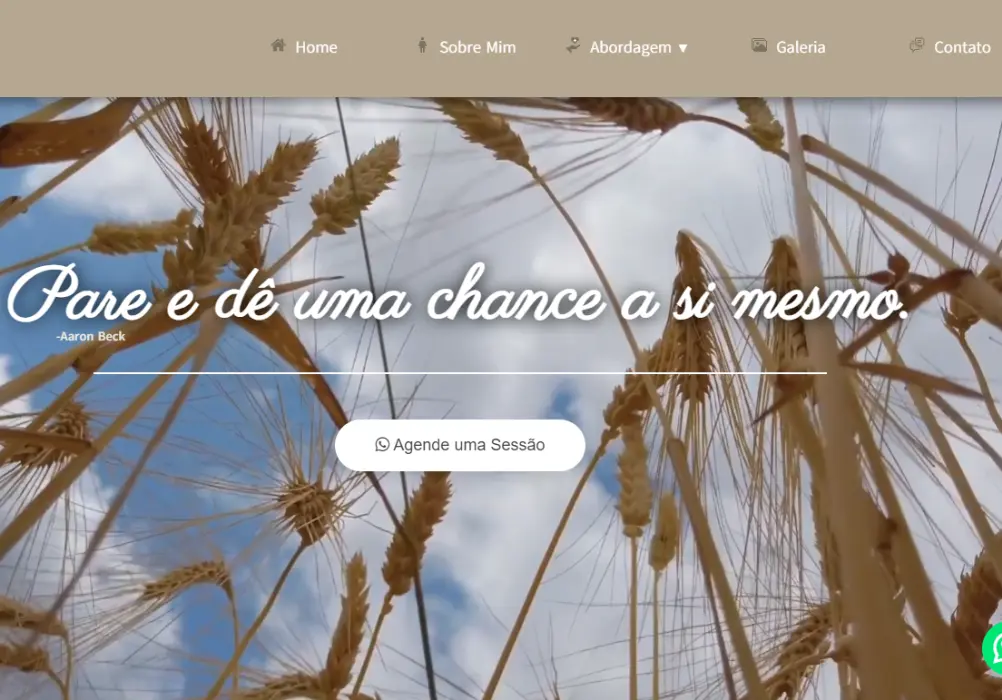 Home Sobre Mim Abordagem ▾ Galeria Contato
Pare e dê uma chance a si mesmo.
-Aaron Beck
Agende uma Sessão